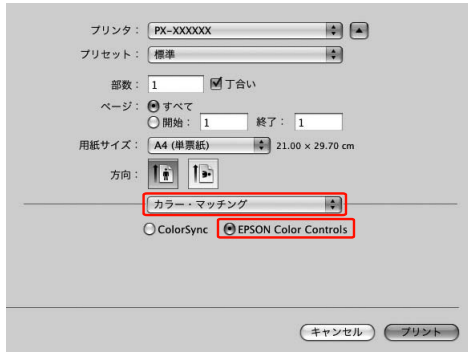 プリンタ： PX-XXXXXX
プリセット： 標準
部数： 1 丁合い
ページ： すべて
開始： 1 終了： 1
用紙サイズ： A4 (単票紙) 21.00 × 29.70 cm
方向：
カラー・マッチング
ColorSync EPSON Color Controls
キャンセル プリント